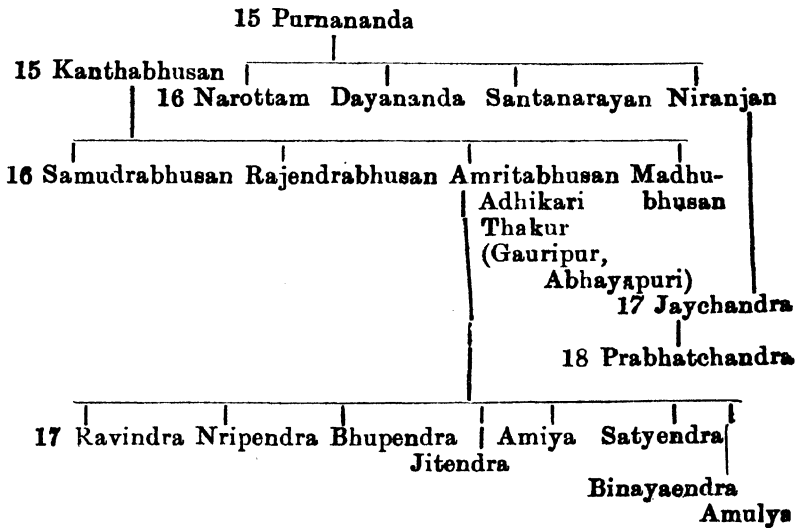 15 Purnananda
15 Kanthabhusan
16 Narottam Dayananda Santanarayan Niranjan
16 Samudrabhusan Rajendrabhusan Amritabhusan Madhu-
Adhikari bhusan
Thakur
(Gauripur,
Abhayapuri)
17 Jaychandra
18 Prabhatchandra
17 Ravindra Nripendra Bhupendra Amiya Satyendra
Jitendra
Binayaendra
Amulya